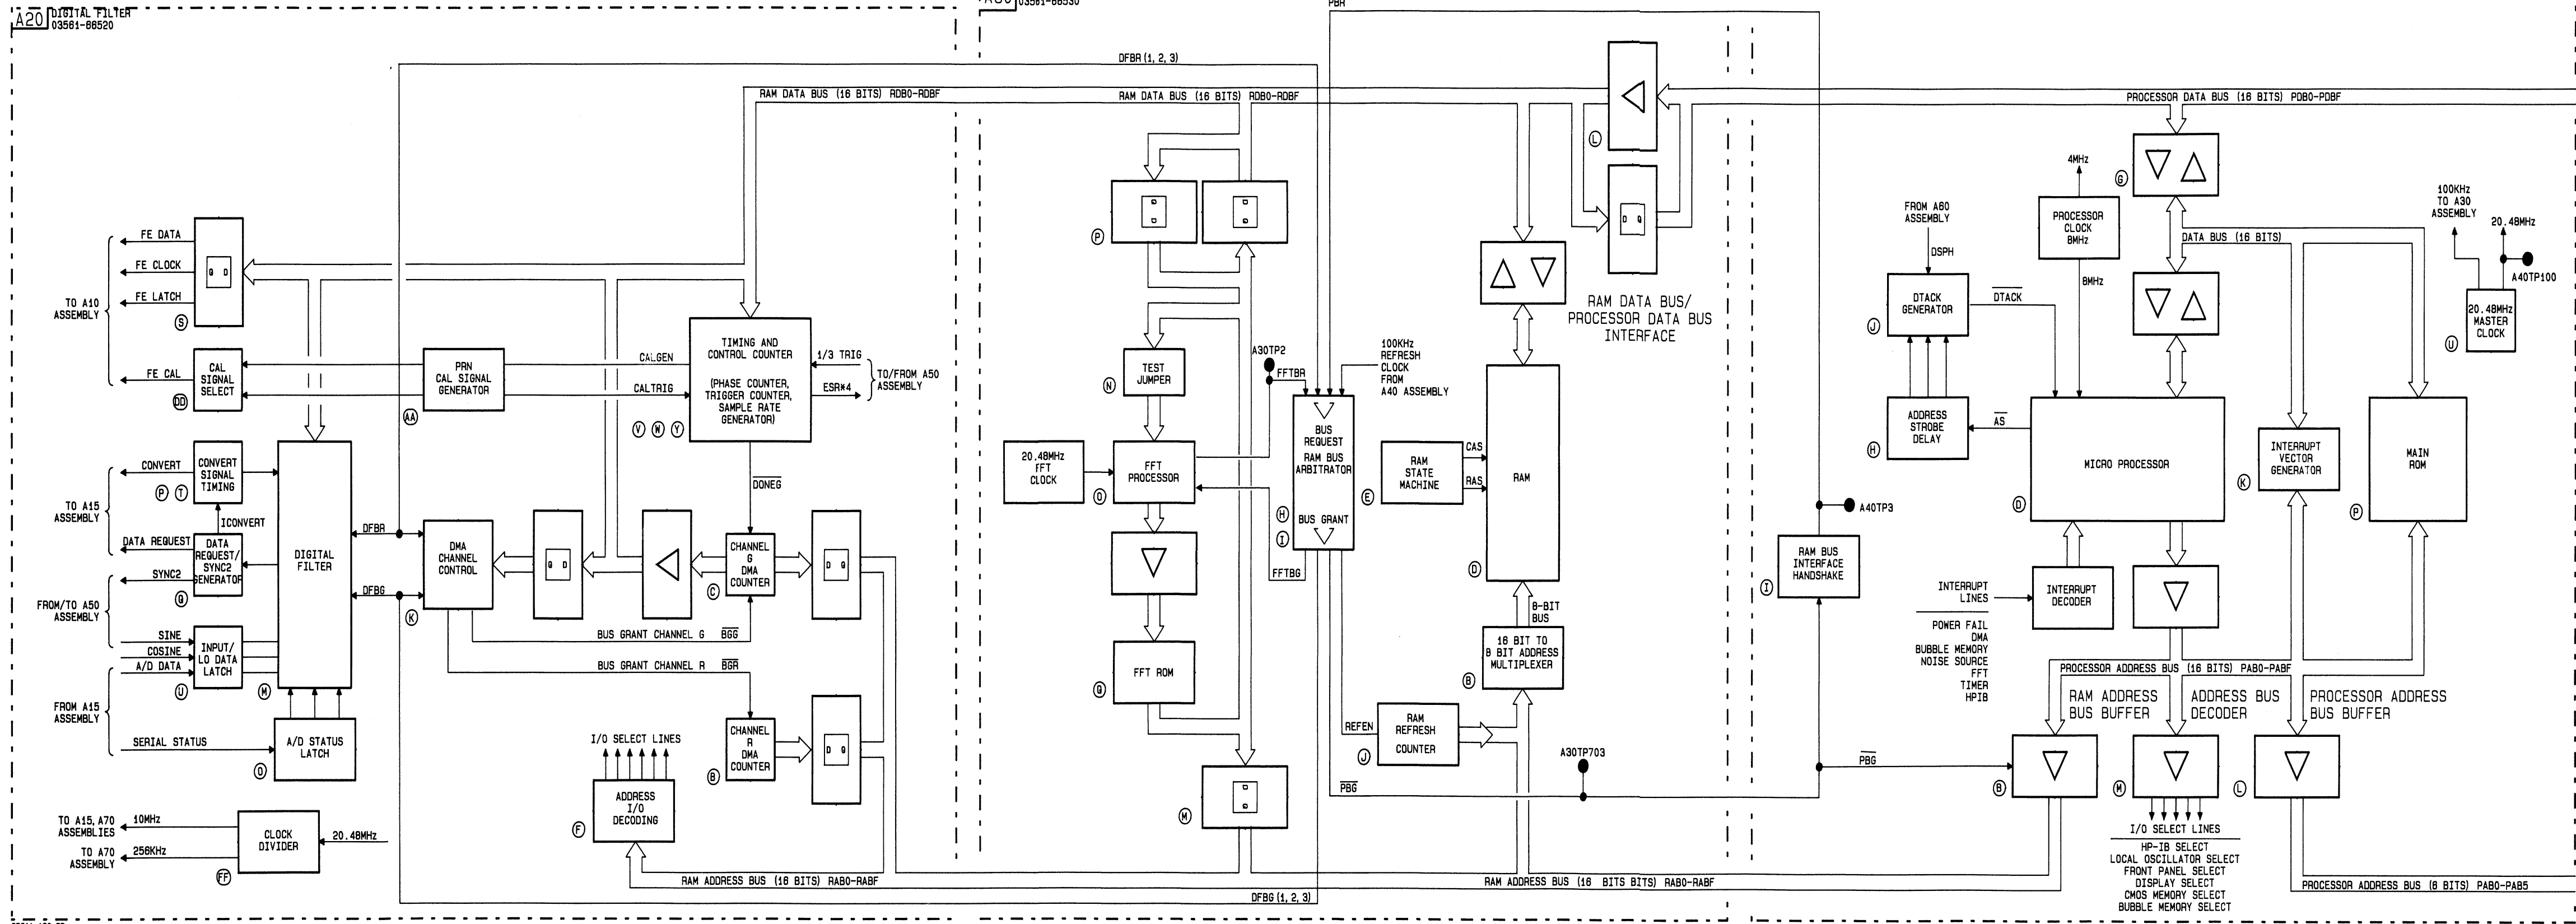 A20 DIGITAL FILTER
03561-66520
03561-66530
PBR
DFBR (1, 2, 3)
RAM DATA BUS (16 BITS) RDB0-RDBF
RAM DATA BUS (16 BITS) RDB0-RDBF
PROCESSOR DATA BUS (16 BITS) PDB0-PDBF
FE DATA
FE CLOCK
FE LATCH
Q D
S
TO A10
ASSEMBLY
FE CAL
CAL
SIGNAL
SELECT
DD
PRN
CAL SIGNAL
GENERATOR
AA
CALGEN
CALTRIG
TIMING AND
CONTROL COUNTER
(PHASE COUNTER,
TRIGGER COUNTER,
SAMPLE RATE
GENERATOR)
V W Y
1/3 TRIG
ESR*4
TO/FROM A50
ASSEMBLY
CONVERT
CONVERT
SIGNAL
TIMING
P T
TO A15
ASSEMBLY
ICONVERT
DATA REQUEST
DATA
REQUEST/
SYNC2
GENERATOR
Q
SYNC2
FROM/TO A50
ASSEMBLY
SINE
COSINE
A/D DATA
INPUT/
LO DATA
LATCH
U
DIGITAL
FILTER
M
FROM A15
ASSEMBLY
SERIAL STATUS
A/D STATUS
LATCH
O
TO A15, A70
ASSEMBLIES
10MHz
TO A70
ASSEMBLY
256KHz
CLOCK
DIVIDER
20.48MHz
FF
DFBR
DFBG
DMA
CHANNEL
CONTROL
K
Q D
DONEG
CHANNEL
G
DMA
COUNTER
C
D Q
BUS GRANT CHANNEL G BGG
BUS GRANT CHANNEL R BGR
CHANNEL
R
DMA
COUNTER
B
D Q
I/O SELECT LINES
ADDRESS
I/O
DECODING
F
RAM ADDRESS BUS (16 BITS) RAB0-RABF
DFBG (1, 2, 3)
P
TEST
JUMPER
N
20.48MHz
FFT
CLOCK
FFT
PROCESSOR
O
FFT ROM
Q
M
A30TP2
FFTBR
FFTBG
100KHz
REFRESH
CLOCK
FROM
A40 ASSEMBLY
BUS
REQUEST
RAM BUS
ARBITRATOR
BUS GRANT
H
I
RAM
STATE
MACHINE
E
CAS
RAS
RAM
D
8-BIT
BUS
16 BIT TO
8 BIT ADDRESS
MULTIPLEXER
B
REFEN
RAM
REFRESH
COUNTER
J
PBG
A30TP703
RAM ADDRESS BUS (16 BITS BITS) RAB0-RABF
L
D Q
RAM DATA BUS/
PROCESSOR DATA BUS
INTERFACE
A40TP3
RAM BUS
INTERFACE
HANDSHAKE
I
PBG
FROM A60
ASSEMBLY
DSPH
DTACK
GENERATOR
J
DTACK
ADDRESS
STROBE
DELAY
H
AS
4MHz
PROCESSOR
CLOCK
8MHz
8MHz
G
DATA BUS (16 BITS)
MICRO PROCESSOR
D
INTERRUPT
VECTOR
GENERATOR
K
MAIN
ROM
P
100KHz
TO A30
ASSEMBLY
20.48MHz
A40TP100
20.48MHz
MASTER
CLOCK
U
INTERRUPT
LINES
INTERRUPT
DECODER
POWER FAIL
DMA
BUBBLE MEMORY
NOISE SOURCE
FFT
TIMER
HPIB
PROCESSOR ADDRESS BUS (16 BITS) PAB0-PABF
RAM ADDRESS
BUS BUFFER
ADDRESS BUS
DECODER
PROCESSOR ADDRESS
BUS BUFFER
B
M
L
I/O SELECT LINES
HP-IB SELECT
LOCAL OSCILLATOR SELECT
FRONT PANEL SELECT
DISPLAY SELECT
CMOS MEMORY SELECT
BUBBLE MEMORY SELECT
PROCESSOR ADDRESS BUS (6 BITS) PAB0-PAB5